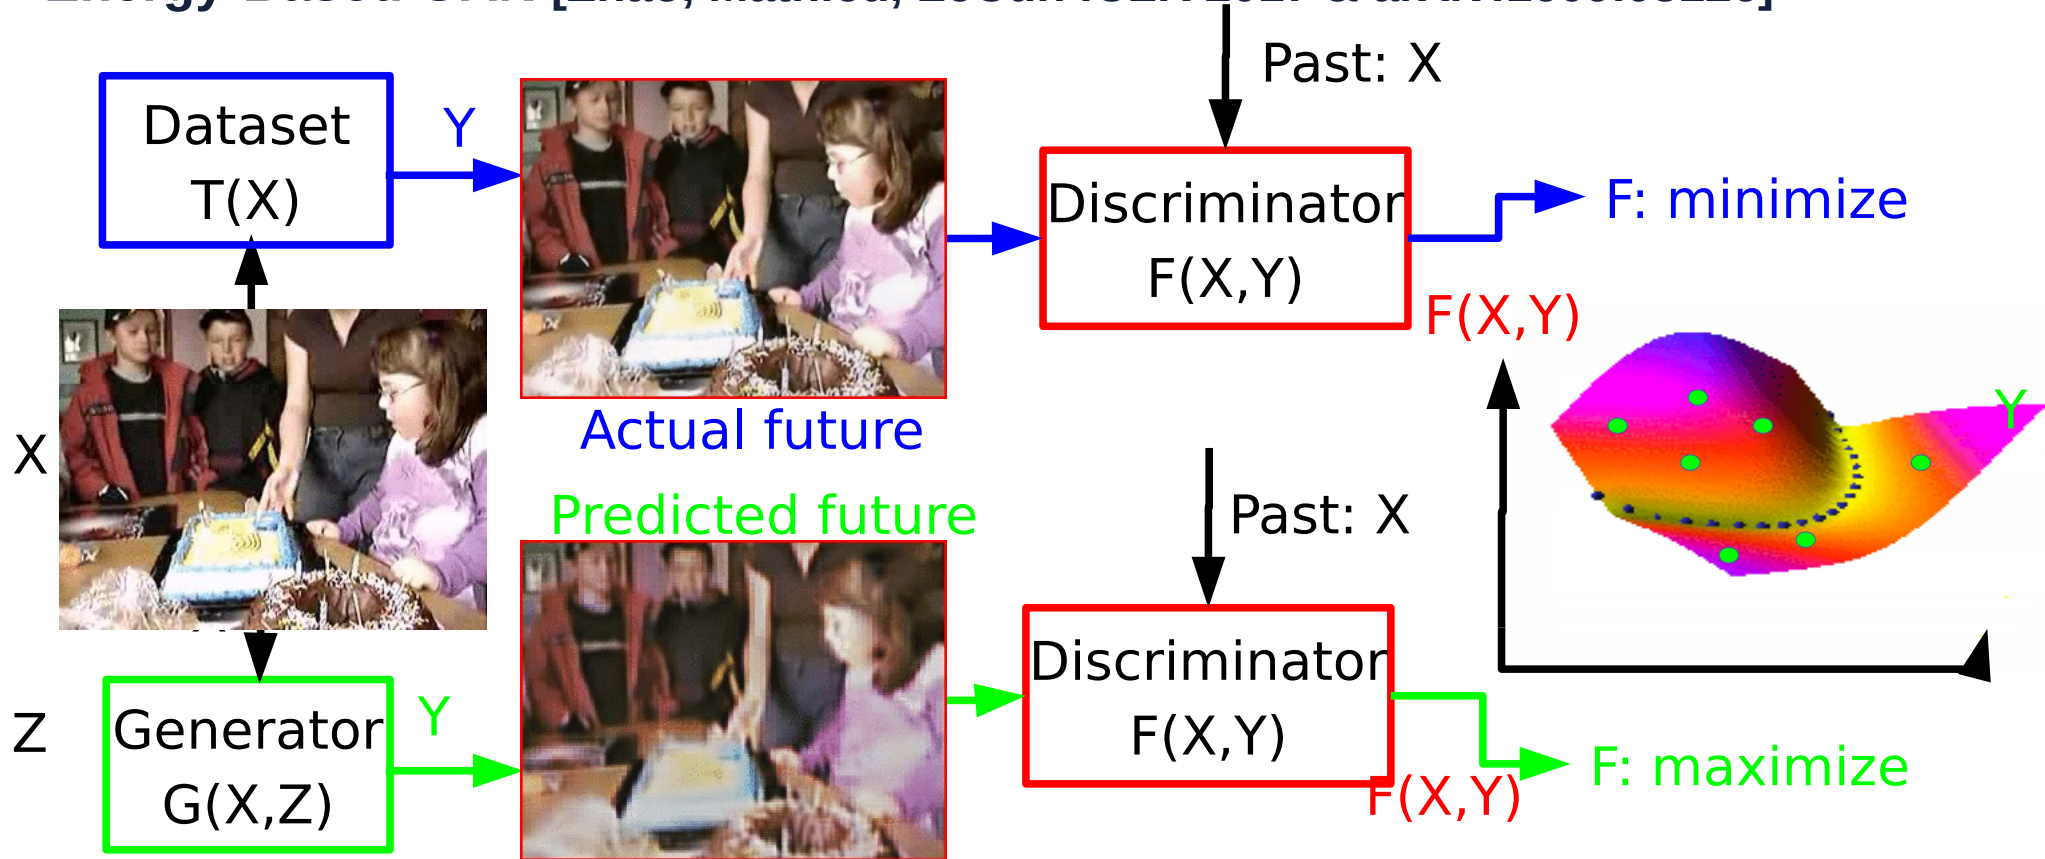 Past: X
Dataset
T(X)
Y
Discriminator
F(X,Y)
F: minimize
F(X,Y)
Y
Actual future
X
Predicted future
Past: X
Z
Generator
G(X,Z)
Y
Discriminator
F(X,Y)
F: maximize
F(X,Y)